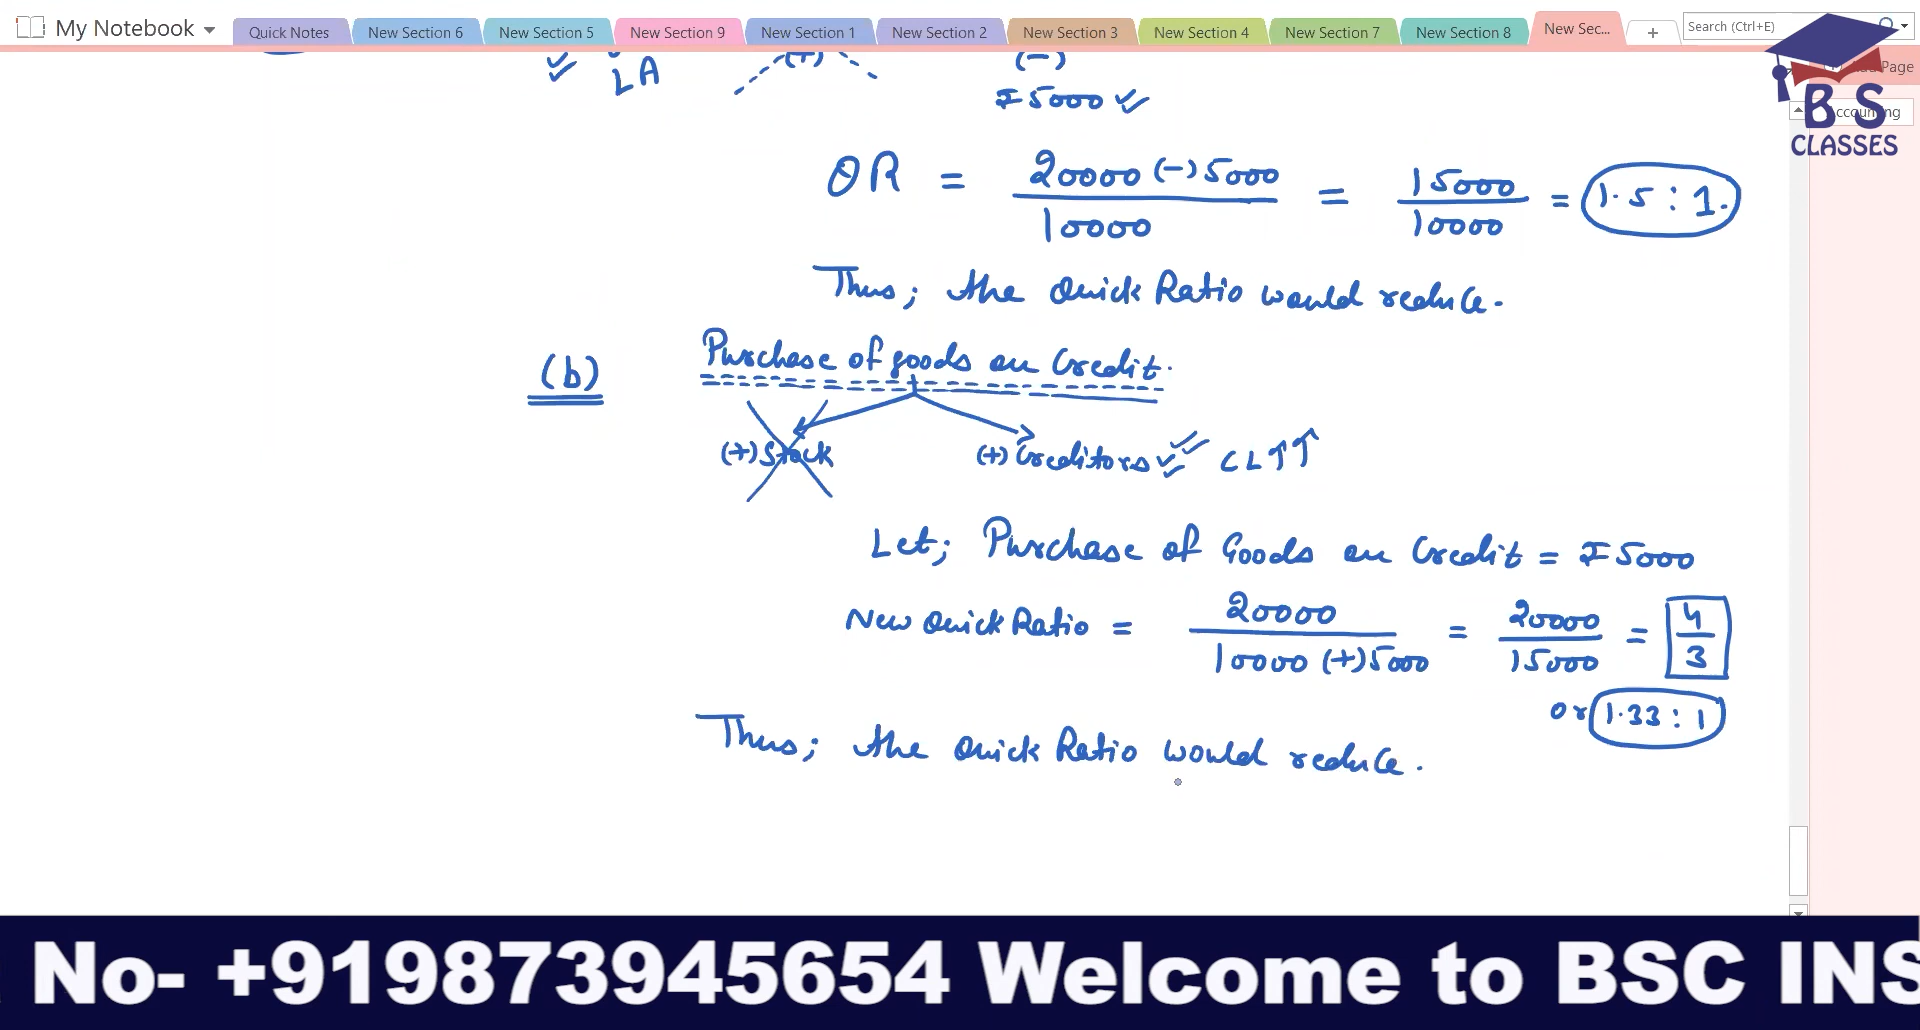 My Notebook
Quick Notes
New Section 6
New Section 5
New Section 9
New Section 1
New Section 2
New Section 3
New Section 4
New Section 7
New Section 8
New Sec...
+
Search (Ctrl+E)
Page
BS
CLASSES
LA (+) (-)
₹5000
QR = 20000 (-) 5000 / 10000 = 15000 / 10000 = 1.5 : 1.
Thus; the Quick Ratio would reduce.
(b) Purchase of goods on Credit.
(+) Stock (+) Creditors CL ↑↑
Let; Purchase of Goods on Credit = ₹5000
New Quick Ratio = 20000 / 10000 (+) 5000 = 20000 / 15000 = 4 / 3
or 1.33 : 1
Thus; the Quick Ratio would reduce.
No- +919873945654 Welcome to BSC INS